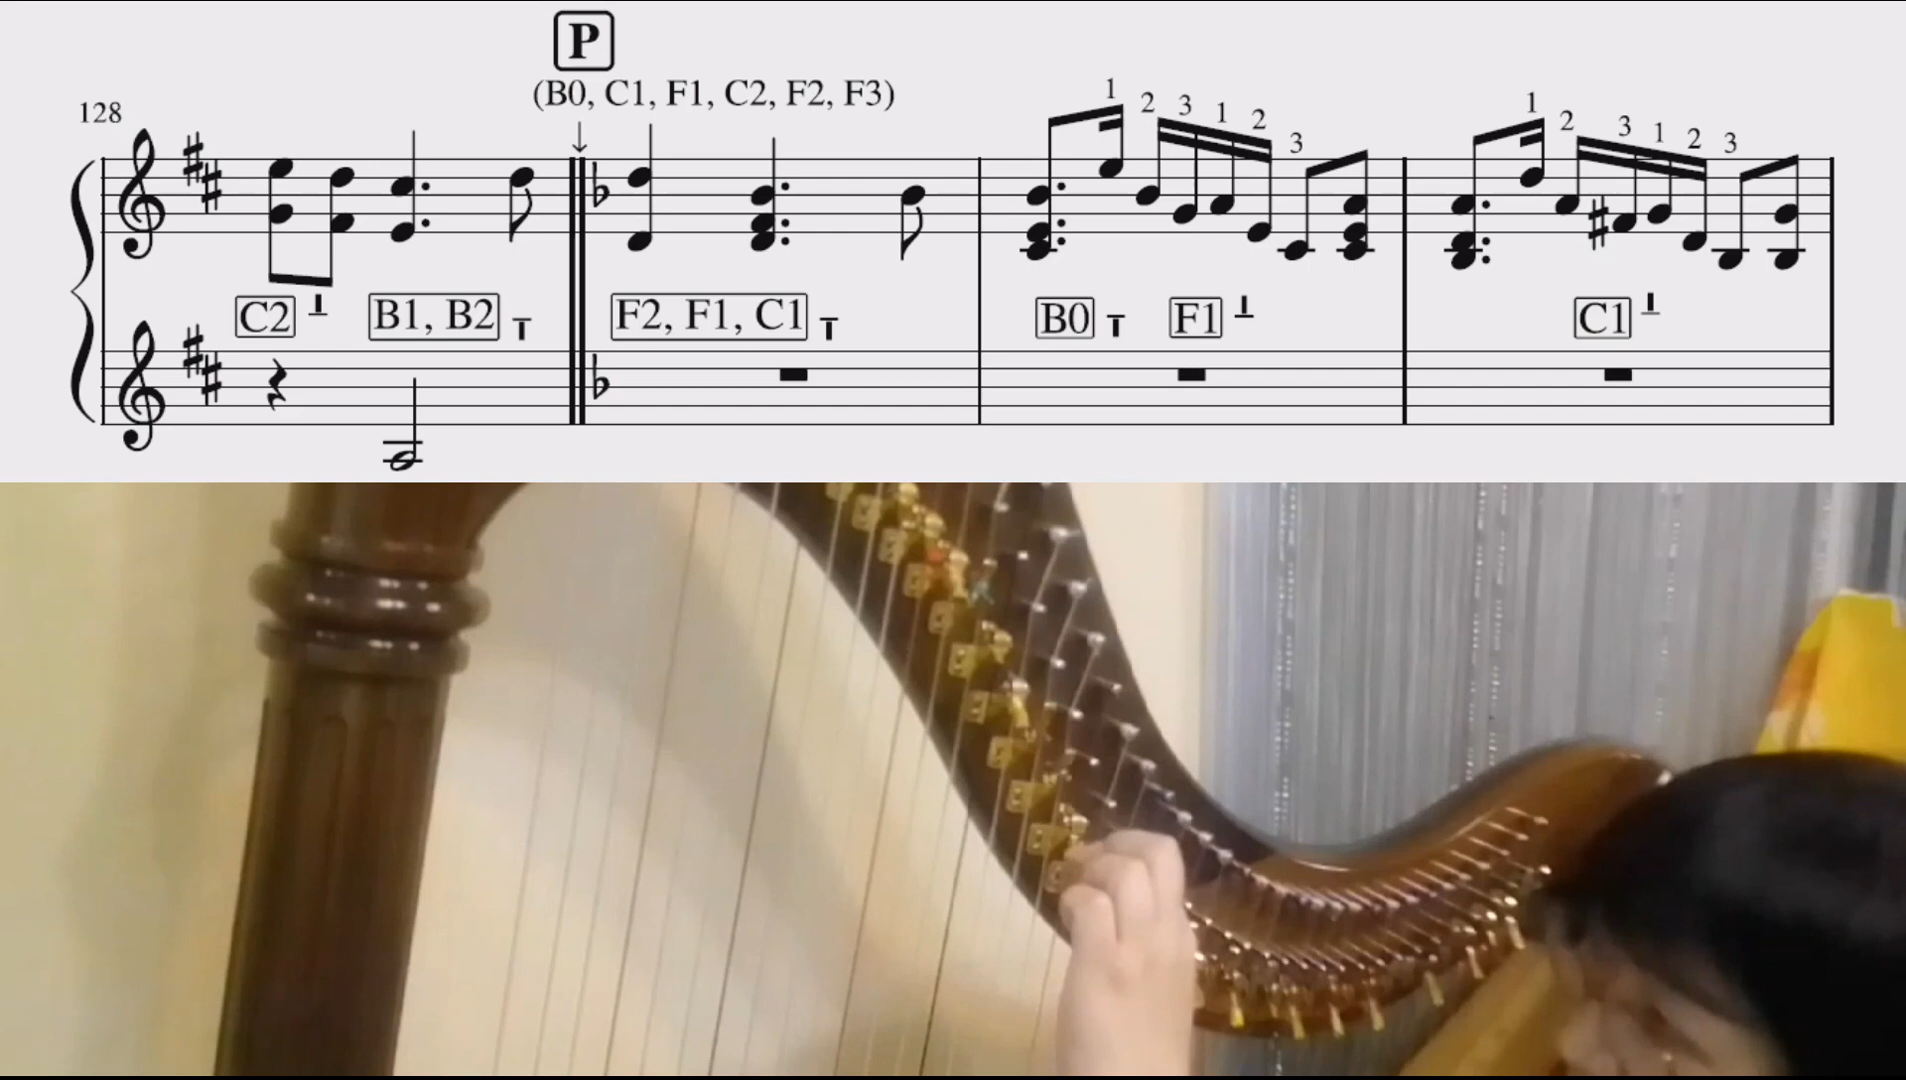 P
(B0, C1, F1, C2, F2, F3)
128
1 2 3 1 2 3 1 2 3 1 2 3
C2 B1, B2 F2, F1, C1 B0 F1 C1